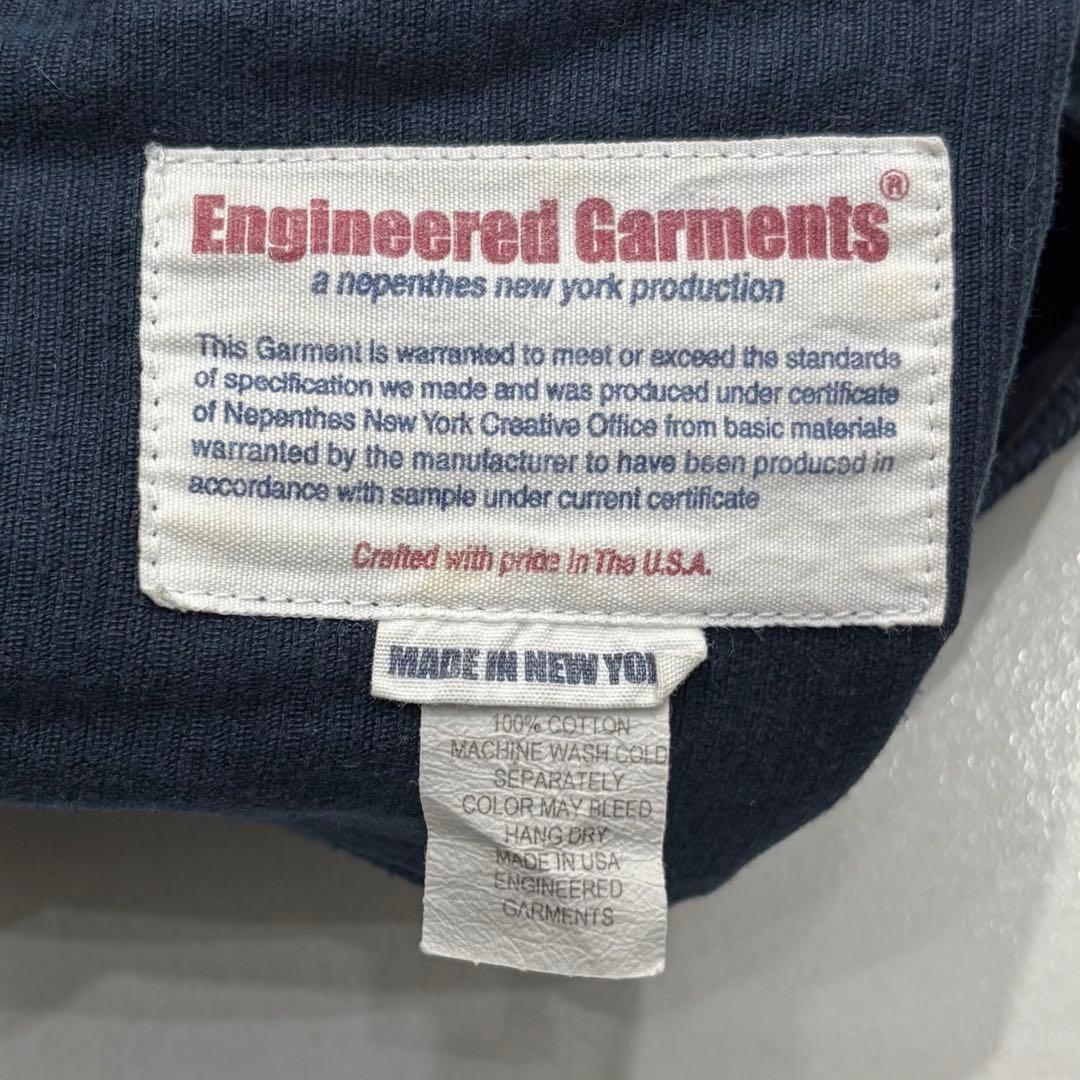 Engineered Garments®
a nepenthes new york production
This Garment is warranted to meet or exceed the standards
of specification we made and was produced under certificate
of Nepenthes New York Creative Office from basic materials
warranted by the manufacturer to have been produced in
accordance with sample under current certificate
Crafted with pride in The U.S.A.
MADE IN NEW YO
100% COTTON
MACHINE WASH COLD
SEPARATELY
COLOR MAY BLEED
HANG DRY
MADE IN USA
ENGINEERED
GARMENTS